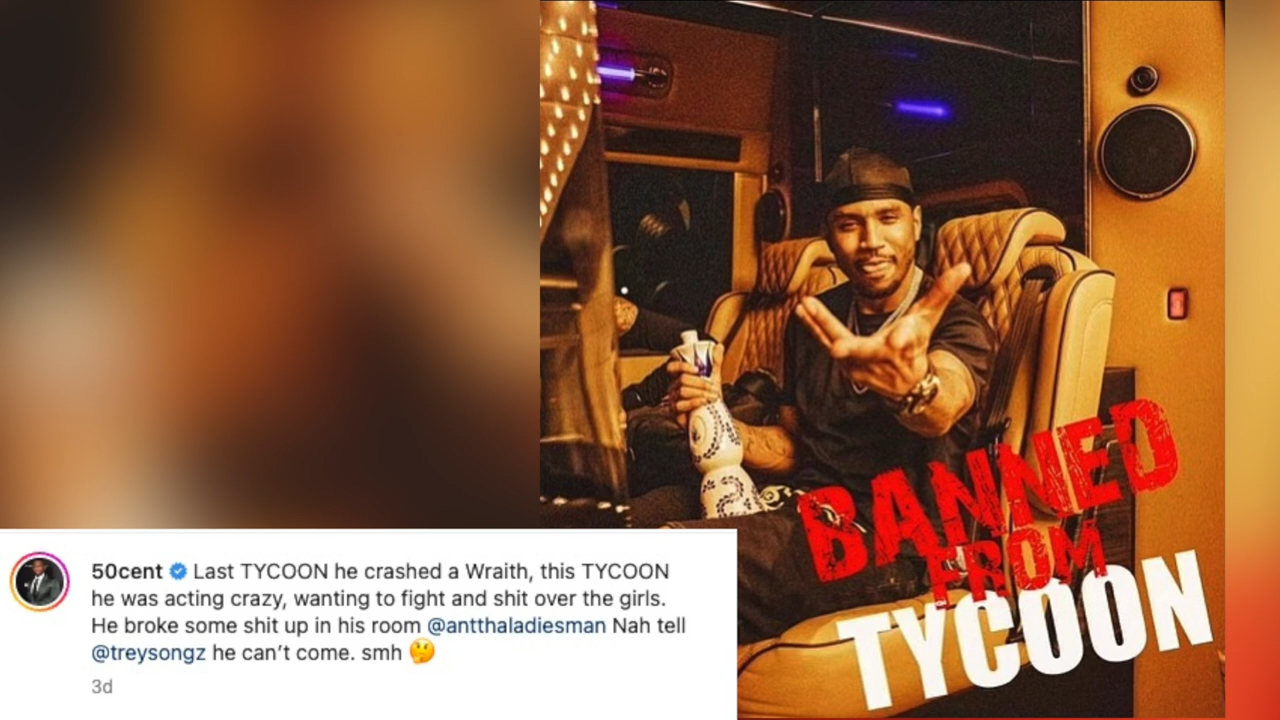 BANNED
FROM
TYCOON
50cent Last TYCOON he crashed a Wraith, this TYCOON
he was acting crazy, wanting to fight and shit over the girls.
He broke some shit up in his room @antthaladiesman Nah tell
@treysongz he can’t come. smh 🤔
3d